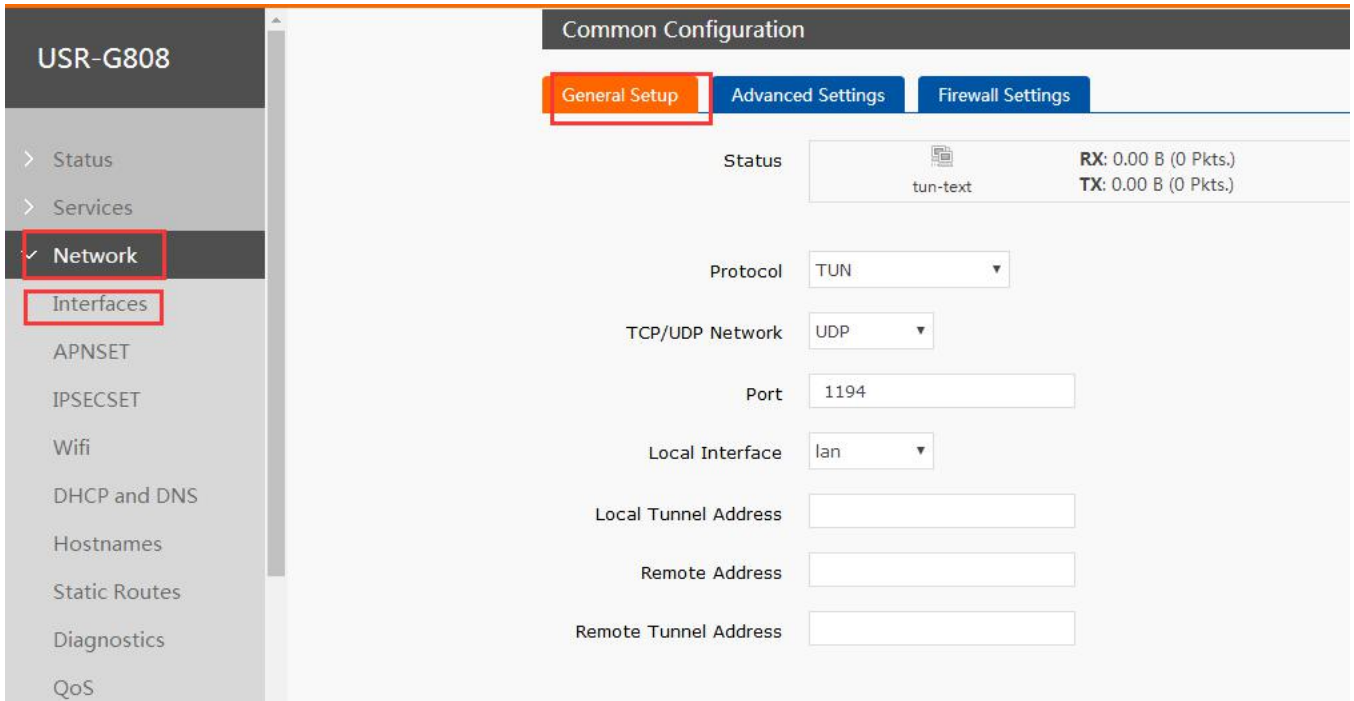 USR-G808
Status
Services
Network
Interfaces
APNSET
IPSECSET
Wifi
DHCP and DNS
Hostnames
Static Routes
Diagnostics
QoS
Common Configuration
General Setup Advanced Settings Firewall Settings
Status
tun-text
RX: 0.00 B (0 Pkts.)
TX: 0.00 B (0 Pkts.)
Protocol TUN
TCP/UDP Network UDP
Port 1194
Local Interface lan
Local Tunnel Address
Remote Address
Remote Tunnel Address